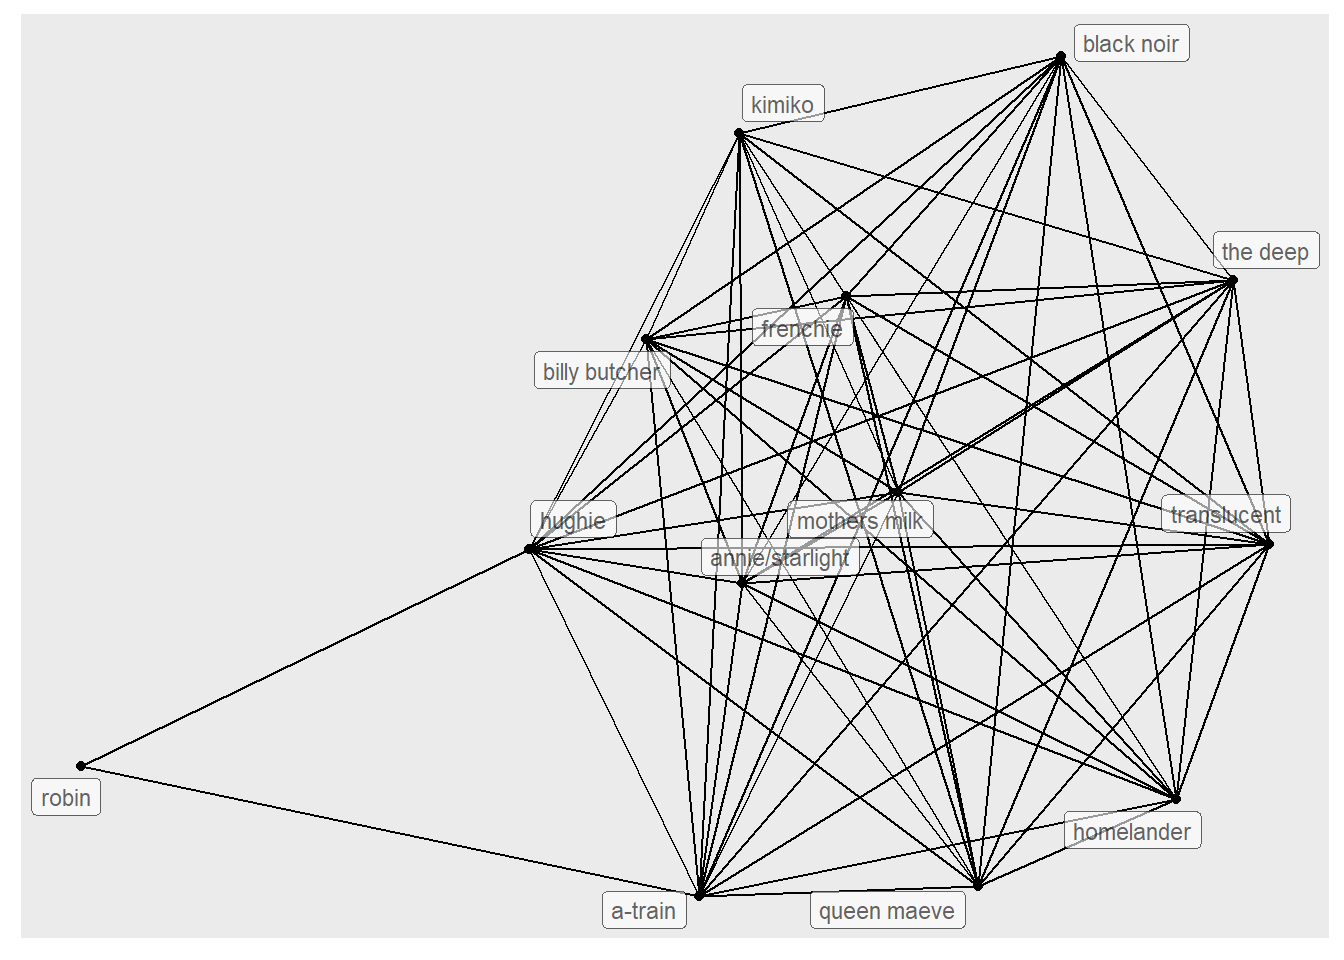 black noir
kimiko
the deep
frenchie
billy butcher
hughie
mothers milk
translucent
annie/starlight
robin
homelander
a-train
queen maeve